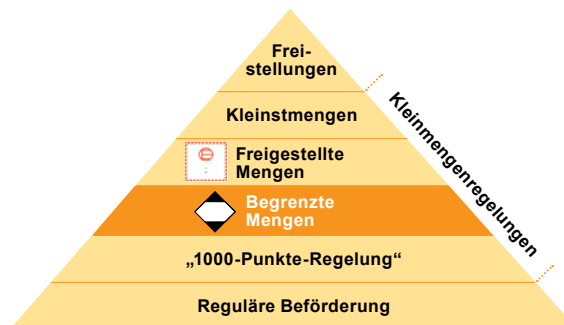 Frei-
stellungen
Kleinstmengen
Freigestellte
Mengen
Begrenzte
Mengen
„1000-Punkte-Regelung“
Reguläre Beförderung
Kleinmengenregelungen